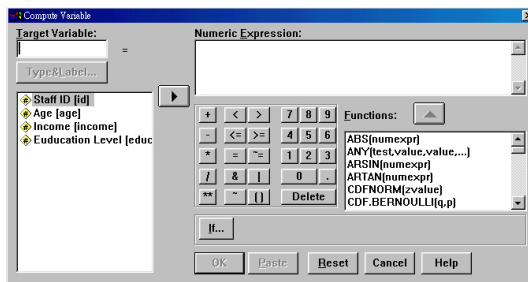 Compute Variable
Target Variable:
=
Type&Label...
Staff ID [id]
Age [age]
Income [income]
Euducation Level [educ
Numeric Expression:
+ < > 7 8 9
- <= >= 4 5 6
* = ~= 1 2 3
/ & | 0 .
** ~ () Delete
Functions:
ABS(numexpr)
ANY(test,value,value,...)
ARSIN(numexpr)
ARTAN(numexpr)
CDFNORM(zvalue)
CDF.BERNOULLI(q,p)
If...
OK Paste Reset Cancel Help